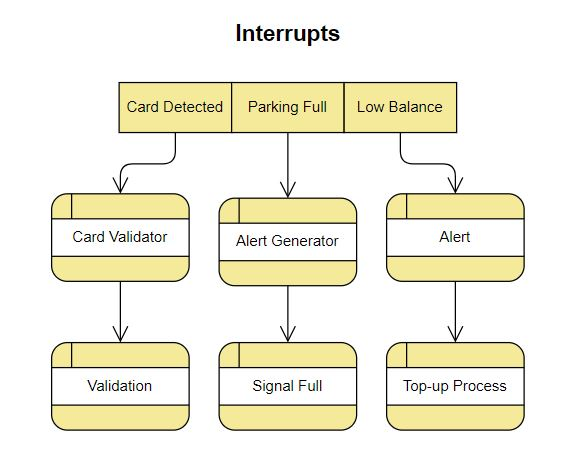 Interrupts
Card Detected
Parking Full
Low Balance
Card Validator
Alert Generator
Alert
Validation
Signal Full
Top-up Process